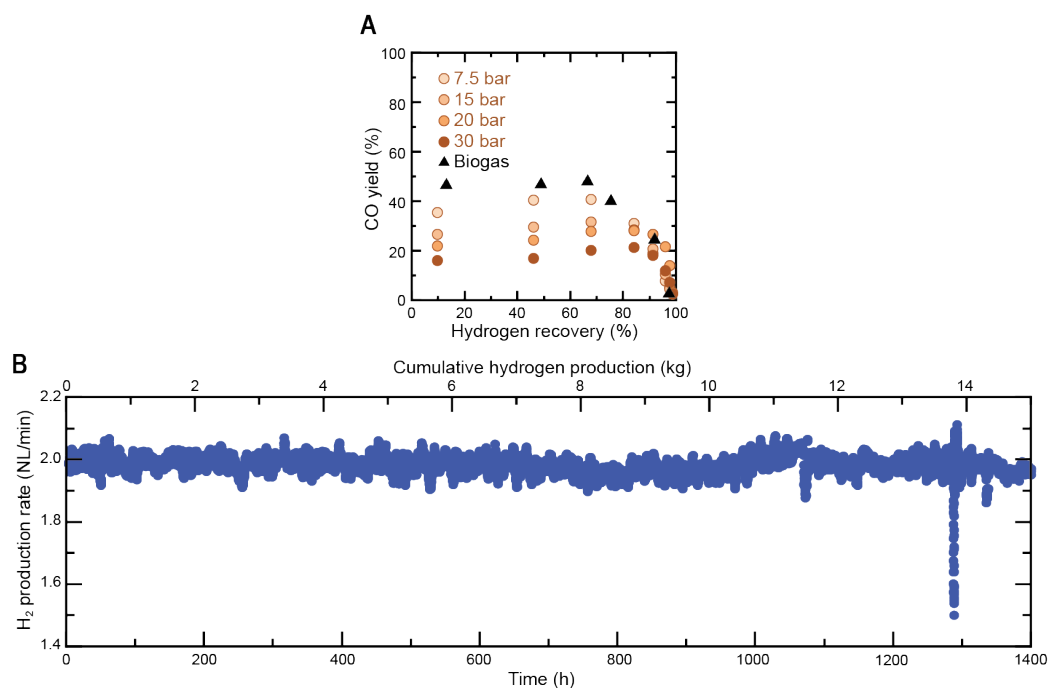 A
CO yield (%)
100
80
60
40
20
0
7.5 bar
15 bar
20 bar
30 bar
Biogas
0 20 40 60 80 100
Hydrogen recovery (%)
B
Cumulative hydrogen production (kg)
0 2 4 6 8 10 12 14
H₂ production rate (NL/min)
2.2
2.0
1.8
1.6
1.4
0 200 400 600 800 1000 1200 1400
Time (h)